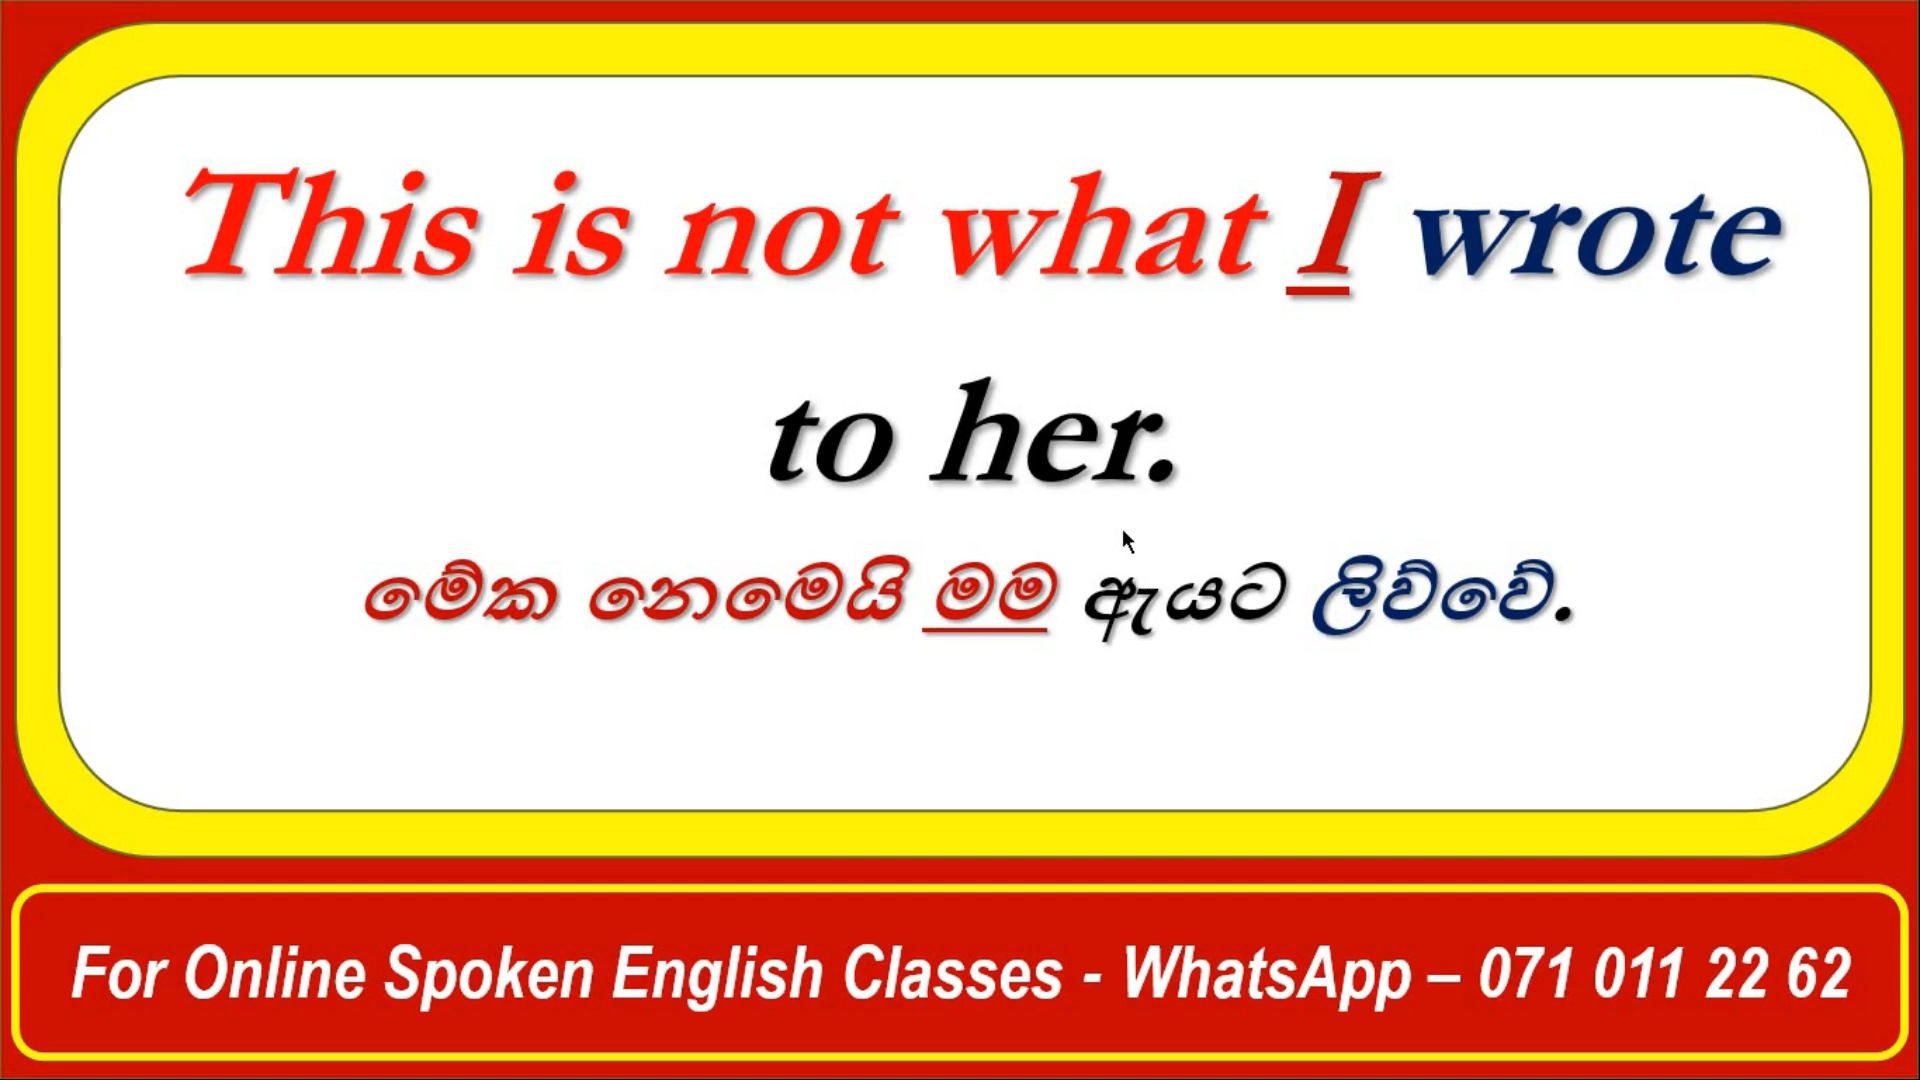 This is not what I wrote
to her.
මේක නෙමෙයි මම ඇයට ලිව්වේ.
For Online Spoken English Classes - WhatsApp – 071 011 22 62